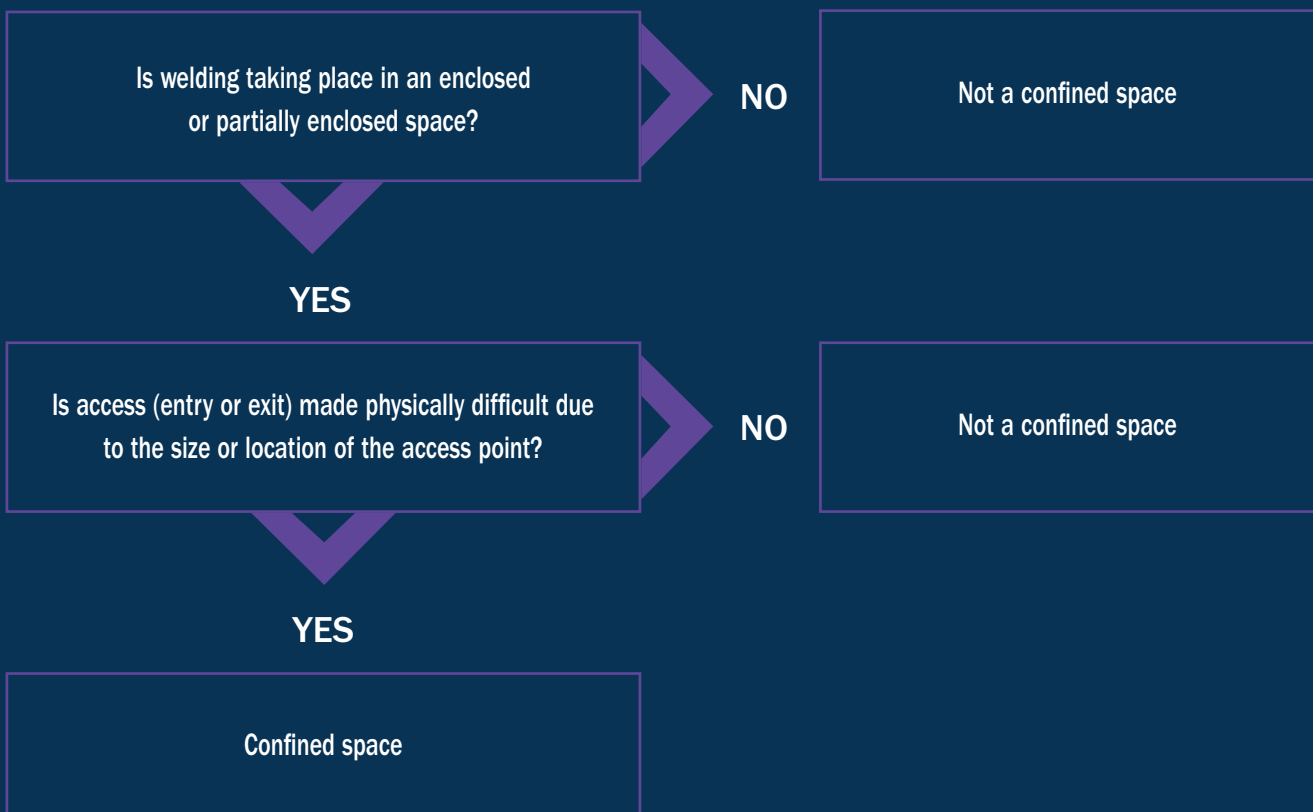 Is welding taking place in an enclosed
or partially enclosed space?
NO
Not a confined space
YES
Is access (entry or exit) made physically difficult due
to the size or location of the access point?
NO
Not a confined space
YES
Confined space